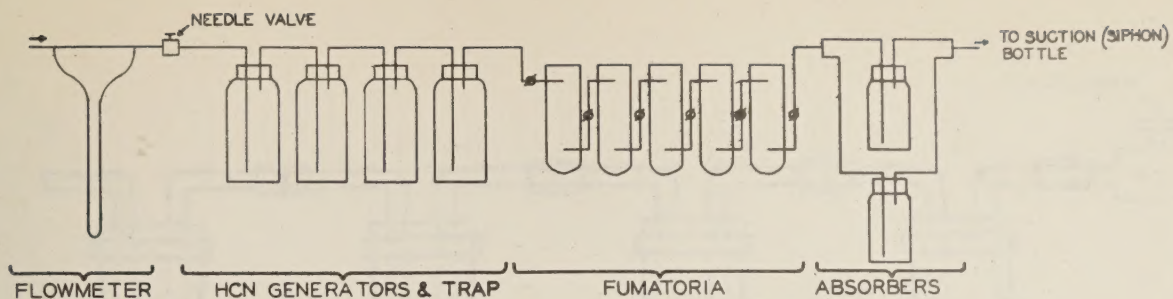 NEEDLE VALVE
TO SUCTION (SIPHON)
BOTTLE
FLOWMETER
HCN GENERATORS & TRAP
FUMATORIA
ABSORBERS